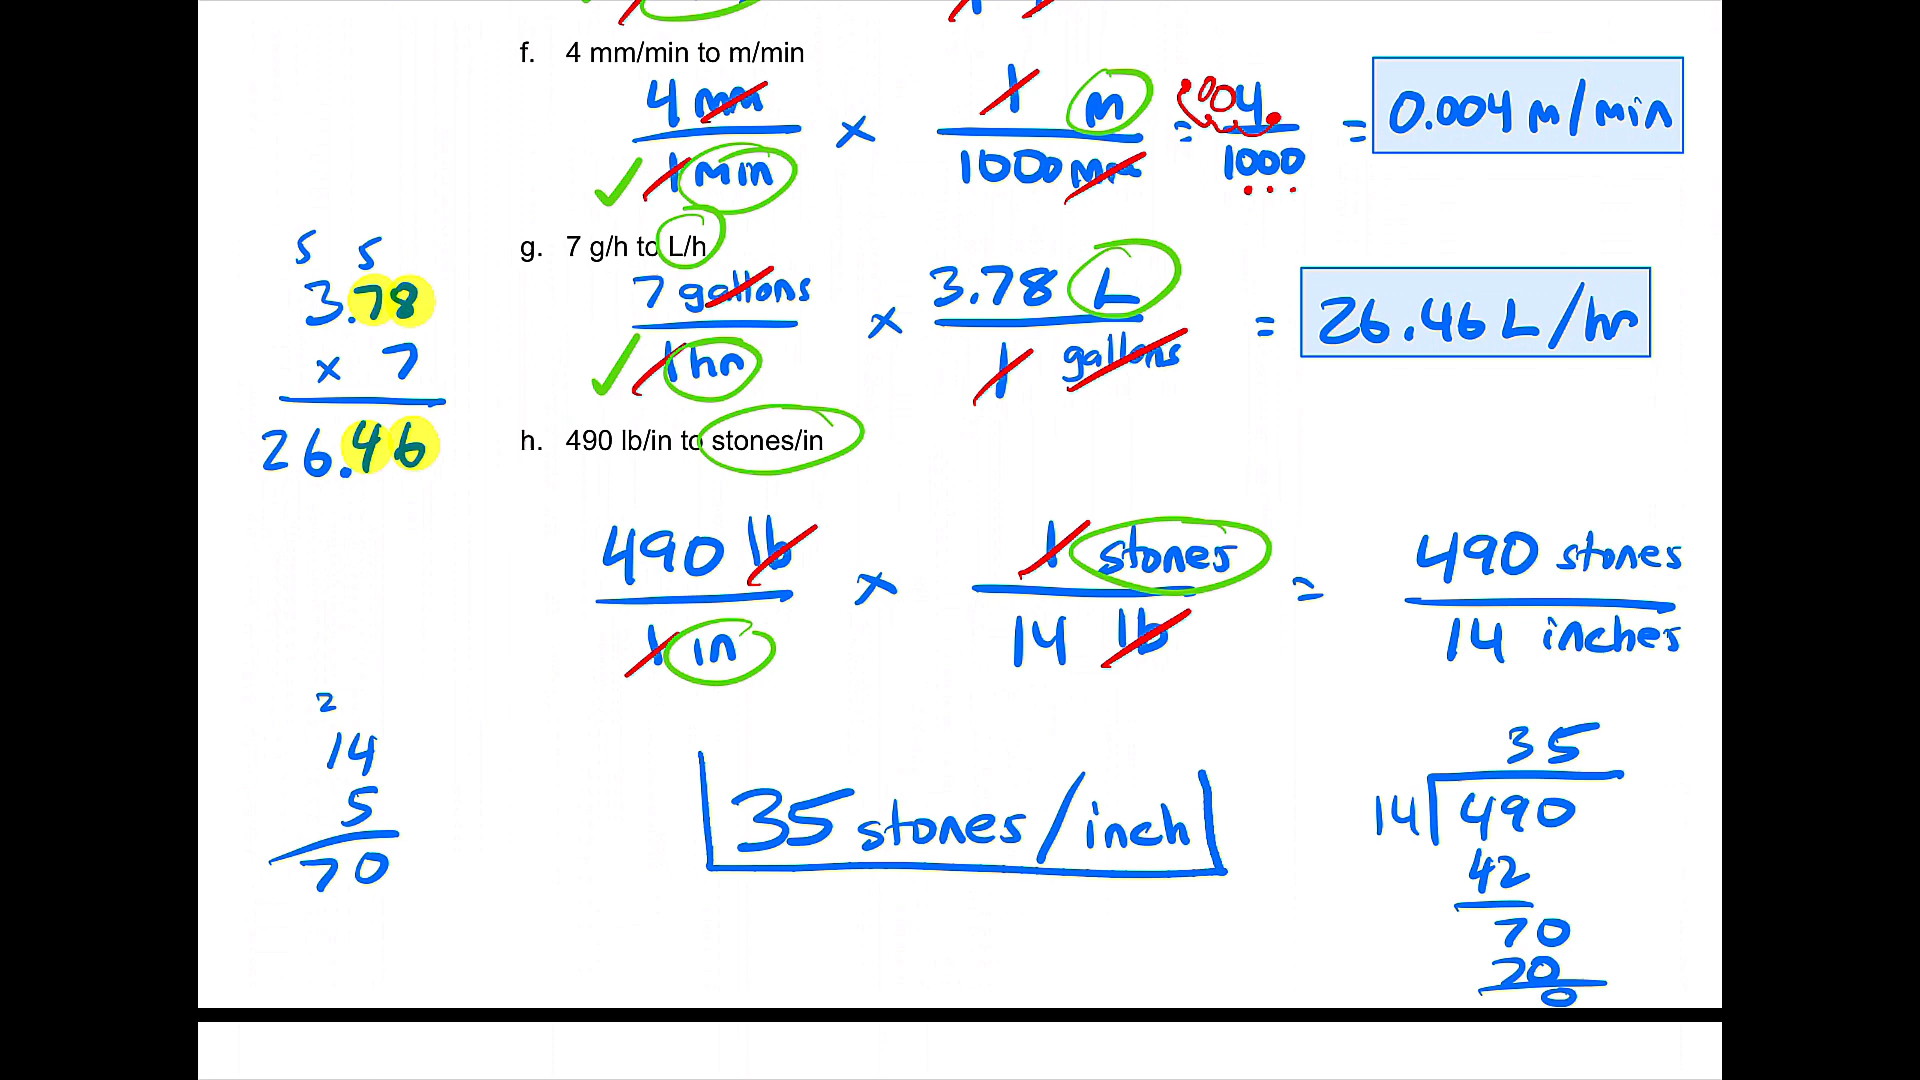 f. 4 mm/min to m/min
4 mm / 1 min × 1 m / 1000 mm = 004 / 1000 = 0.004 m/min
g. 7 g/h to L/h
7 gallons / 1 hr × 3.78 L / 1 gallons = 26.46 L/hr
5 5
3.78
× 7
26.46
h. 490 lb/in to stones/in
490 lb / 1 in × 1 stones / 14 lb = 490 stones / 14 inches
2
14
5
70
35 stones/inch
35
14 490
42
70
70
0